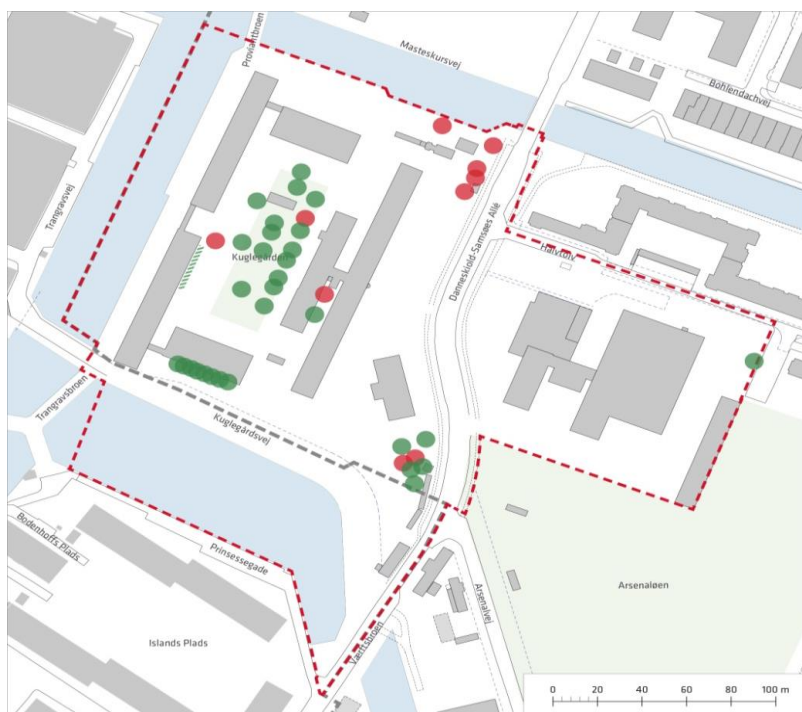 Masteskursvej
Proviantbroen
Bohlendachvej
Trangravsvej
Danneskiold-Samsøes Allé
Halvtolv
Kuglegården
Trangravsbroen
Kuglegårdsvej
Bodenhoffs Plads
Prinsessegade
Arsenalvej
Arsenaløen
Islands Plads
Værftsbroen
0 20 40 60 80 100 m